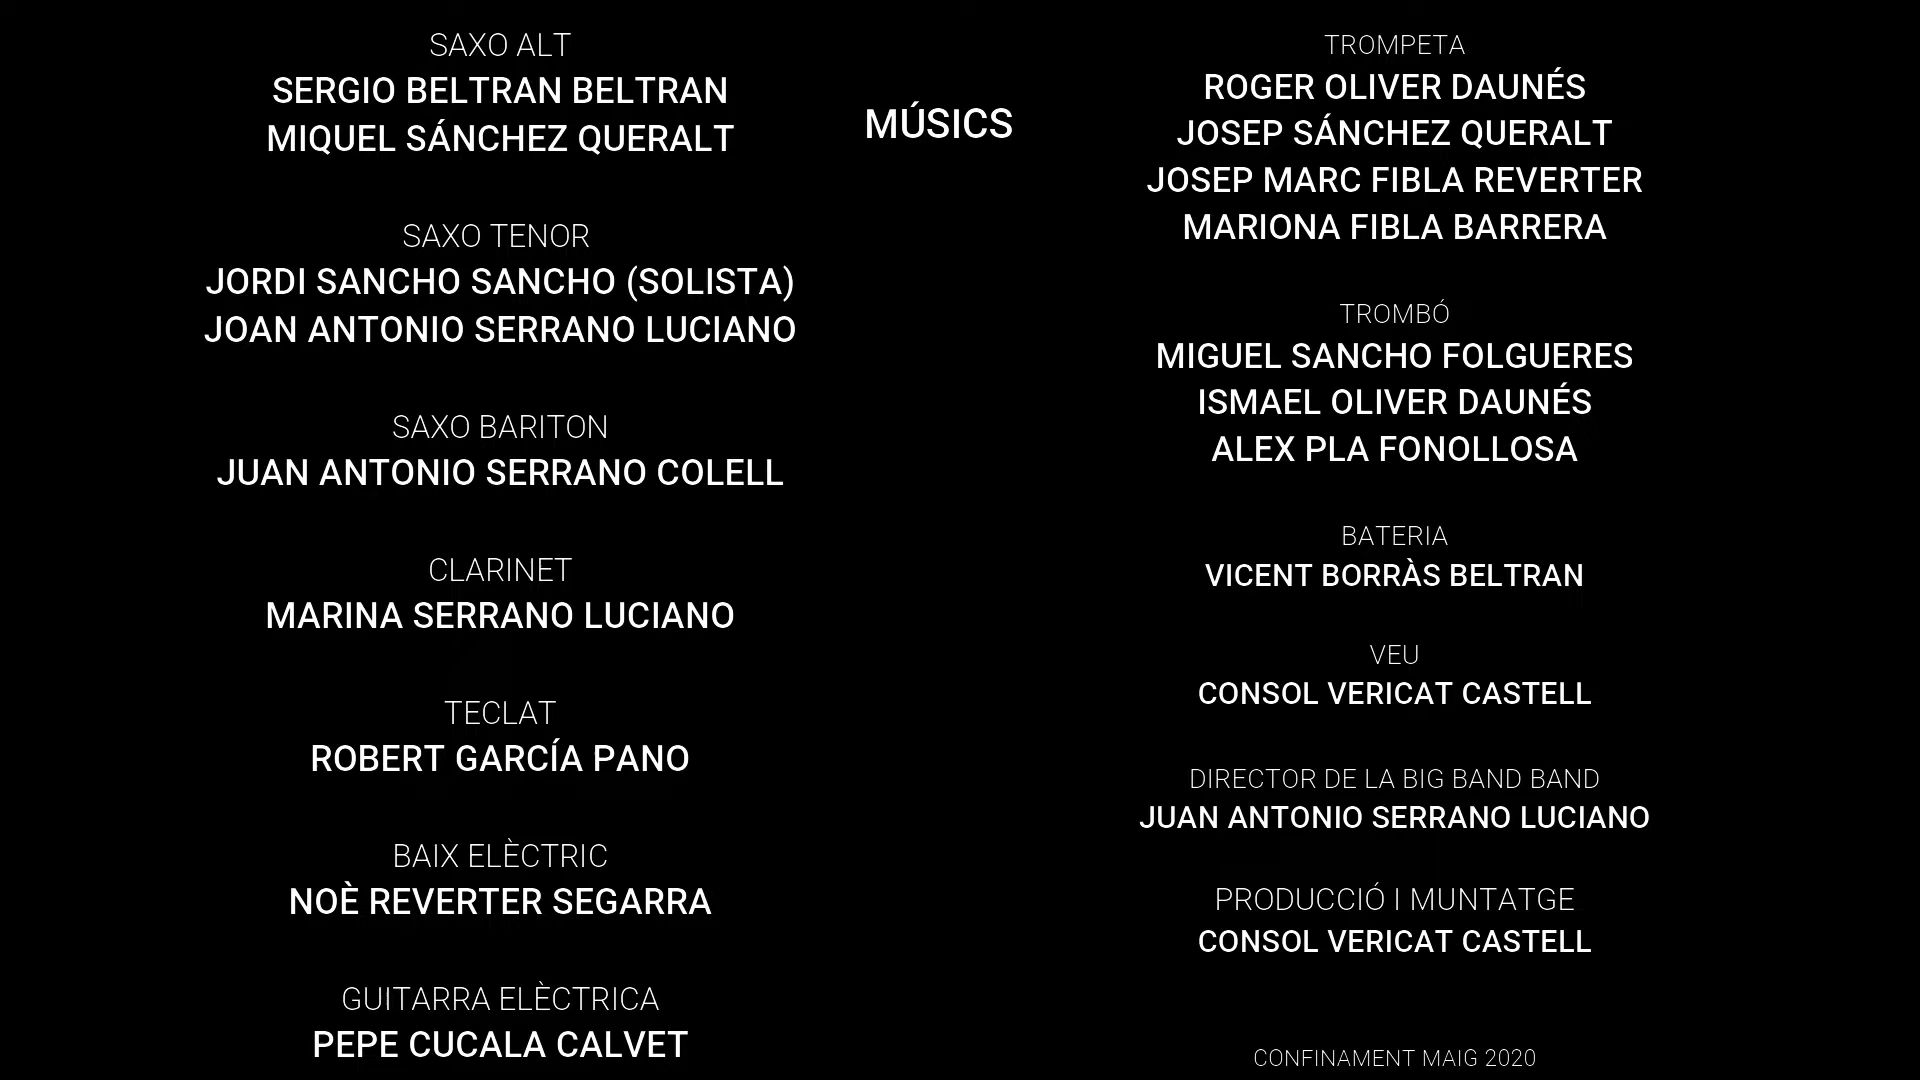 MÚSICS
SAXO ALT
SERGIO BELTRAN BELTRAN
MIQUEL SÁNCHEZ QUERALT
SAXO TENOR
JORDI SANCHO SANCHO (SOLISTA)
JOAN ANTONIO SERRANO LUCIANO
SAXO BARITON
JUAN ANTONIO SERRANO COLELL
CLARINET
MARINA SERRANO LUCIANO
TECLAT
ROBERT GARCÍA PANO
BAIX ELÈCTRIC
NOÈ REVERTER SEGARRA
GUITARRA ELÈCTRICA
PEPE CUCALA CALVET
TROMPETA
ROGER OLIVER DAUNÉS
JOSEP SÁNCHEZ QUERALT
JOSEP MARC FIBLA REVERTER
MARIONA FIBLA BARRERA
TROMBÓ
MIGUEL SANCHO FOLGUERES
ISMAEL OLIVER DAUNÉS
ALEX PLA FONOLLOSA
BATERIA
VICENT BORRÀS BELTRAN
VEU
CONSOL VERICAT CASTELL
DIRECTOR DE LA BIG BAND BAND
JUAN ANTONIO SERRANO LUCIANO
PRODUCCIÓ I MUNTATGE
CONSOL VERICAT CASTELL
CONFINAMENT MAIG 2020